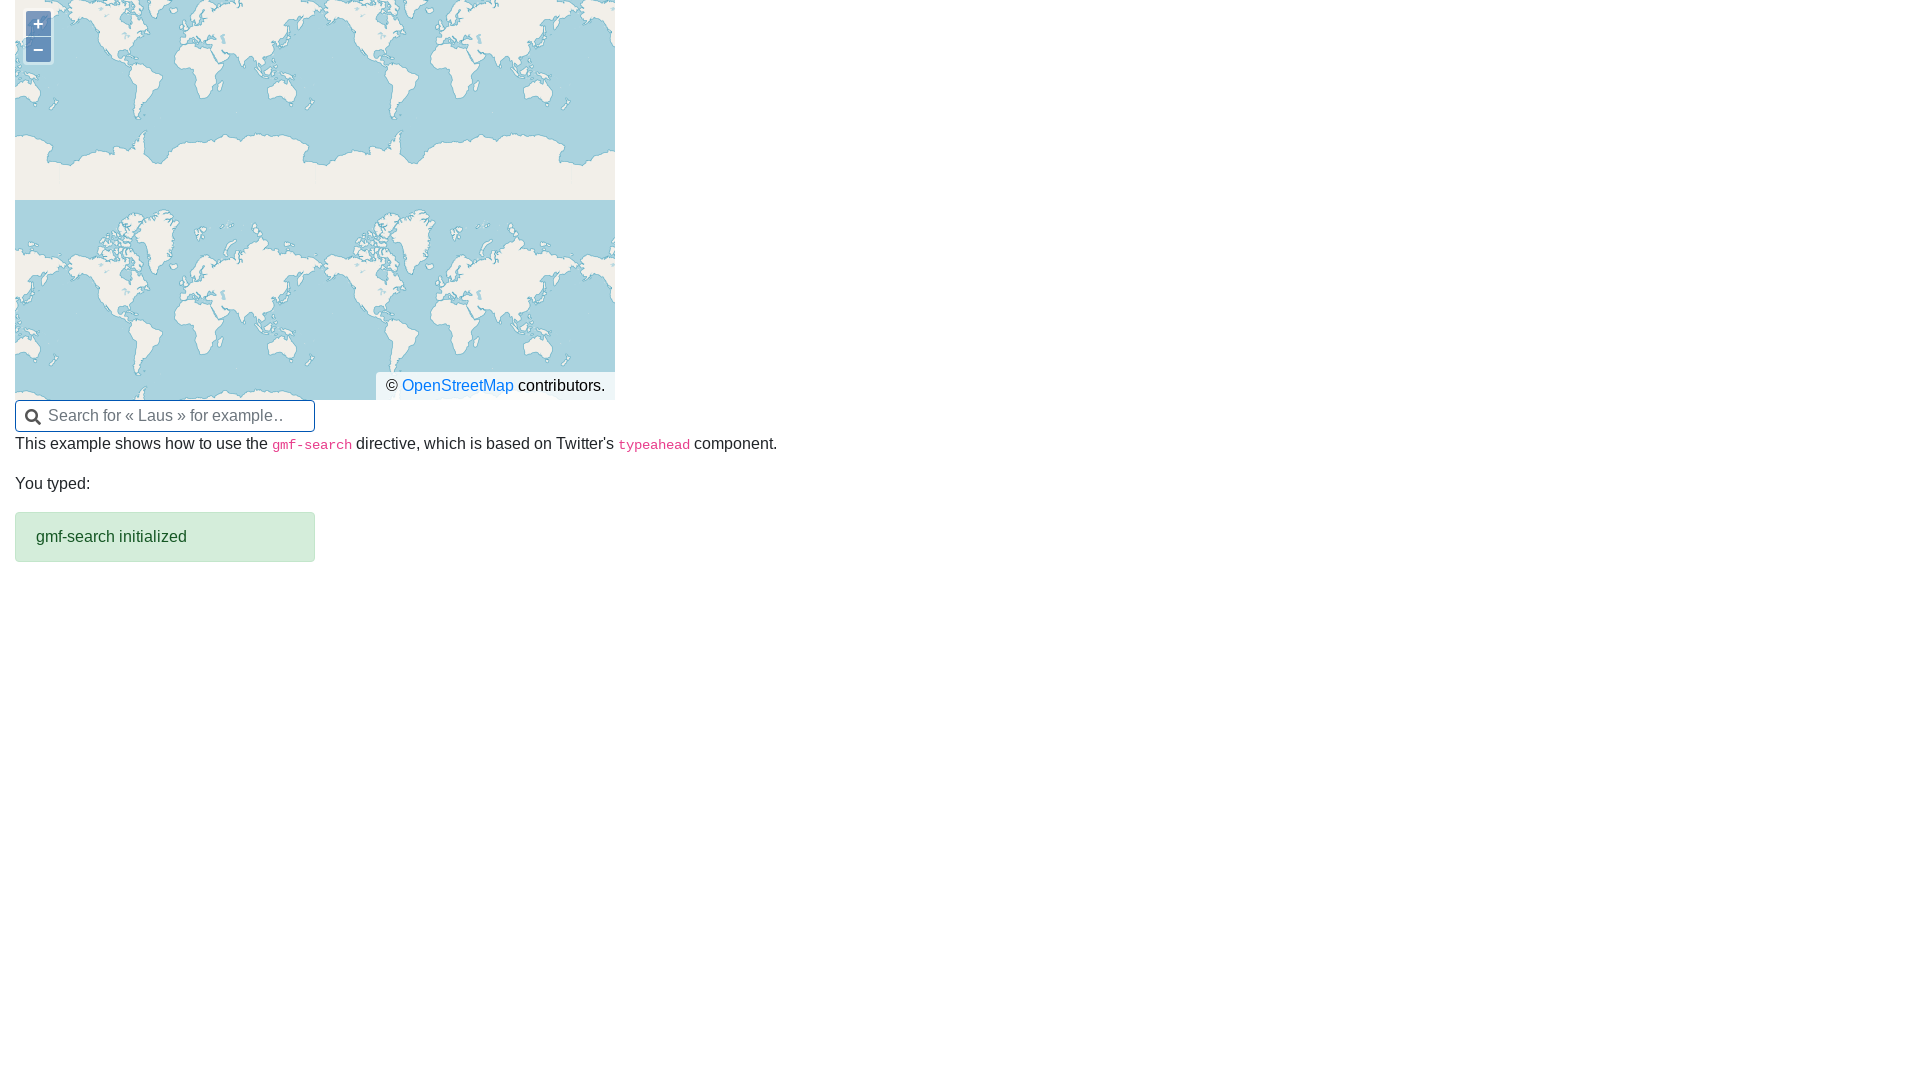 +
−
© OpenStreetMap contributors.
Search for « Laus » for example…
This example shows how to use the gmf-search directive, which is based on Twitter's typeahead component.
You typed:
gmf-search initialized